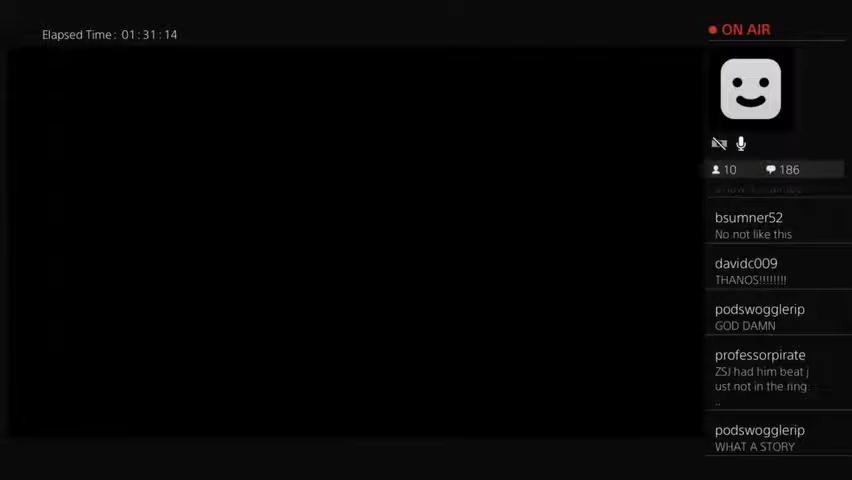 Elapsed Time: 01:31:14
ON AIR
10 186
bsumner52
No not like this
davidc009
THANOS!!!!!!!!
podswogglerip
GOD DAMN
professorpirate
ZSJ had him beat j
ust not in the ring.
..
podswogglerip
WHAT A STORY